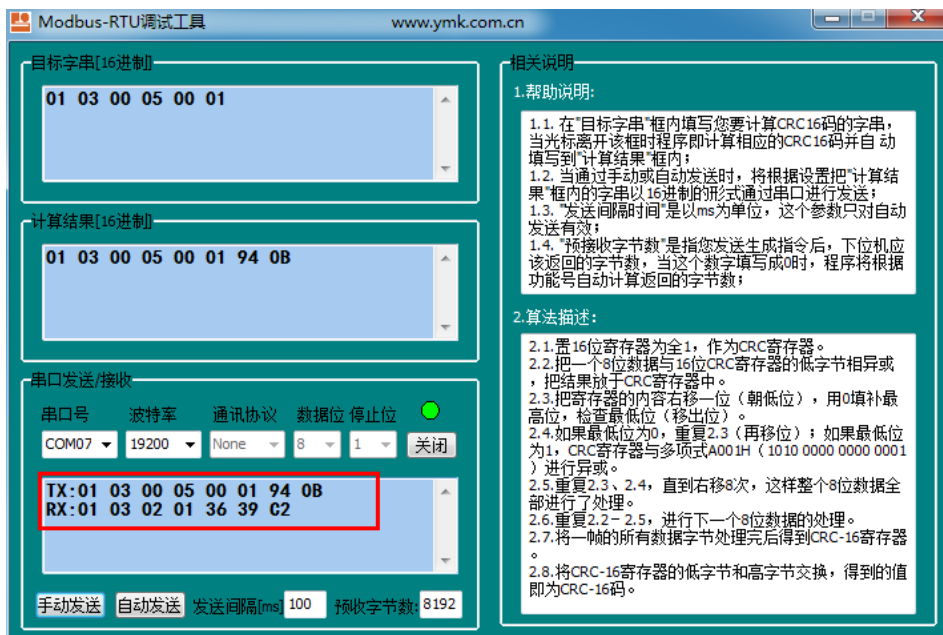 Modbus-RTU调试工具 www.ymk.com.cn
目标字串[16进制]
01 03 00 05 00 01
计算结果[16进制]
01 03 00 05 00 01 94 0B
串口发送/接收
串口号 波特率 通讯协议 数据位 停止位
COM07 19200 None 8 1 关闭
TX:01 03 00 05 00 01 94 0B
RX:01 03 02 01 36 39 C2
手动发送 自动发送 发送间隔[ms] 100 预收字节数: 8192
相关说明
1.帮助说明:
1.1. 在"目标字串"框内填写您要计算CRC16码的字串，
当光标离开该框时程序即计算相应的CRC16码并自 动
填写到"计算结果"框内；
1.2. 当通过手动或自动发送时，将根据设置把"计算结
果"框内的字串以16进制的形式通过串口进行发送；
1.3. "发送间隔时间"是以ms为单位，这个参数只对自动
发送有效；
1.4. "预接收字节数"是指您发送生成指令后，下位机应
该返回的字节数，当这个数字填写成0时，程序将根据
功能号自动计算返回的字节数；
2.算法描述：
2.1.置16位寄存器为全1，作为CRC寄存器。
2.2.把一个8位数据与16位CRC寄存器的低字节相异或
，把结果放于CRC寄存器中。
2.3.把寄存器的内容右移一位（朝低位），用0填补最
高位，检查最低位（移出位）。
2.4.如果最低位为0，重复2.3（再移位）；如果最低位
为1，CRC寄存器与多项式A001H（1010 0000 0000 0001
）进行异或。
2.5.重复2.3、2.4，直到右移8次，这样整个8位数据全
部进行了处理。
2.6.重复2.2－2.5，进行下一个8位数据的处理。
2.7.将一帧的所有数据字节处理完后得到CRC-16寄存器
。
2.8.将CRC-16寄存器的低字节和高字节交换，得到的值
即为CRC-16码。